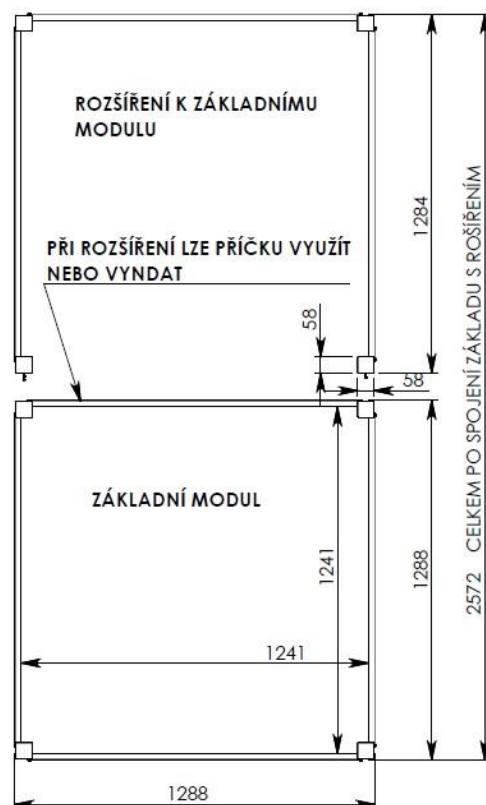 ROZŠÍŘENÍ K ZÁKLADNÍMU
MODULU
PŘI ROZŠÍŘENÍ LZE PŘÍČKU VYUŽÍT
NEBO VYNDAT
58
58
1284
2572 CELKEM PO SPOJENÍ ZÁKLADU S ROŠÍŘENÍM
ZÁKLADNÍ MODUL
1241
1288
1241
1288